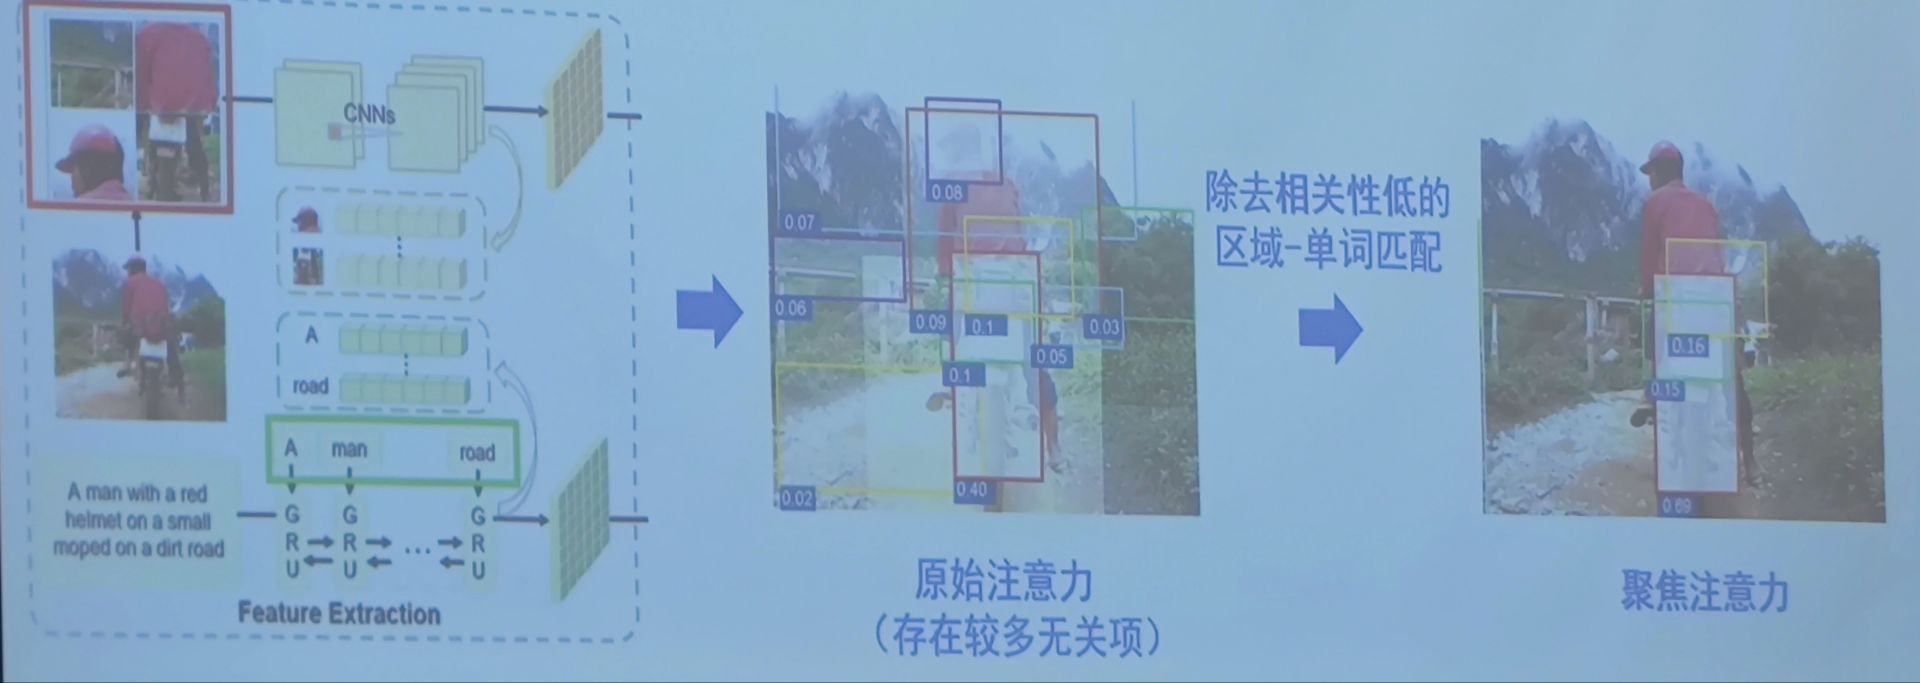 CNNs
A
road
A man road
A man with a red
helmet on a small
moped on a dirt road
G G G
R R ... R
U U U
Feature Extraction
0.08
0.07
0.06
0.09
0.1
0.03
0.05
0.1
0.40
0.02
原始注意力
（存在较多无关项）
除去相关性低的
区域-单词匹配
0.16
0.15
0.69
聚焦注意力